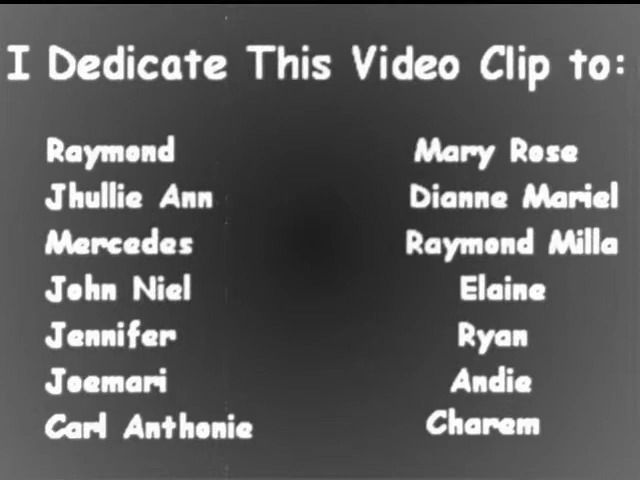 I Dedicate This Video Clip to:
Raymond
Jhullie Ann
Mercedes
John Niel
Jennifer
Joemari
Carl Anthonie
Mary Rose
Dianne Mariel
Raymond Milla
Elaine
Ryan
Andie
Charem